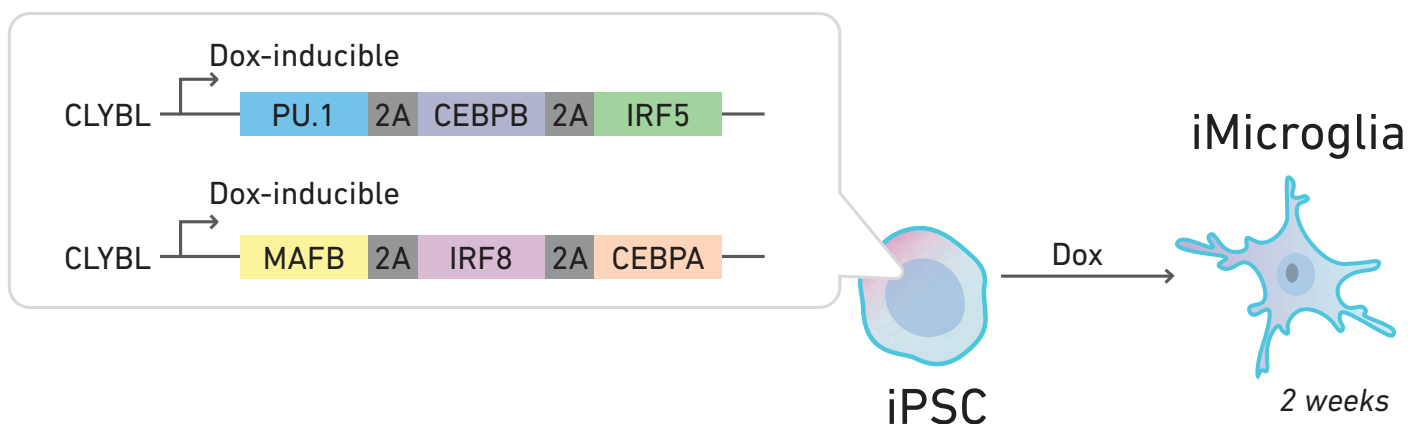 Dox-inducible
CLYBL PU.1 2A CEBPB 2A IRF5
Dox-inducible
CLYBL MAFB 2A IRF8 2A CEBPA
iPSC
Dox
iMicroglia
2 weeks